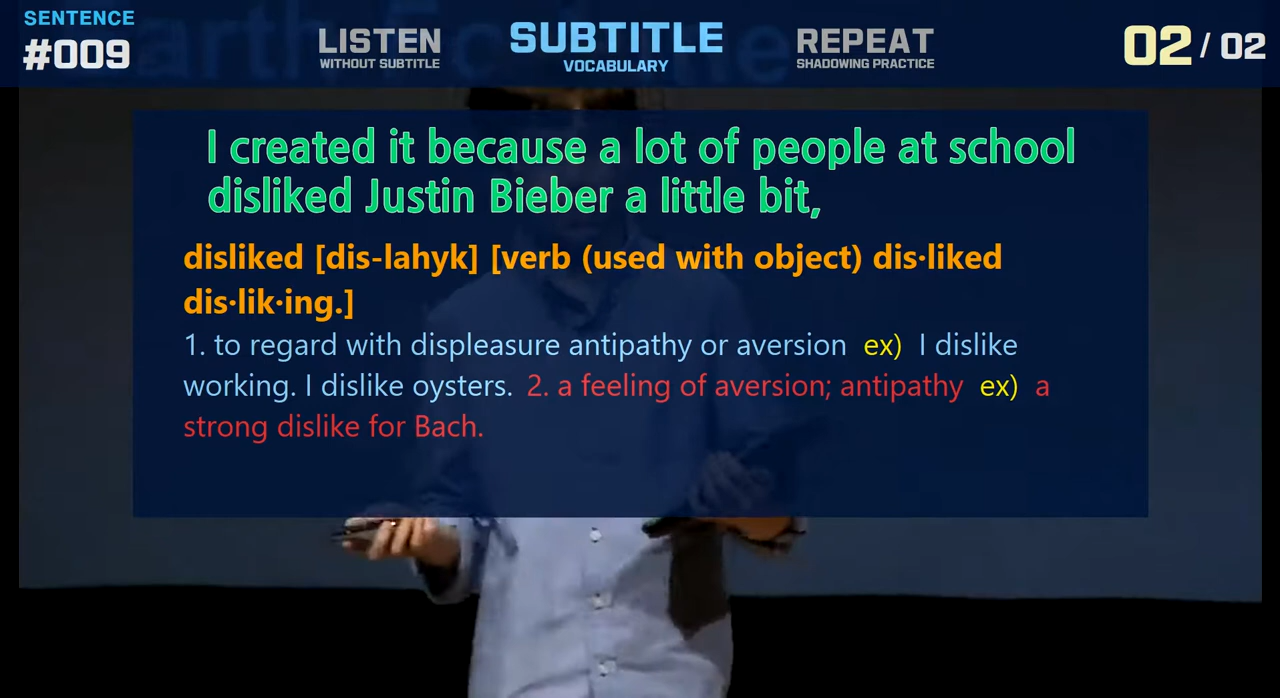 SENTENCE
#009
LISTEN
WITHOUT SUBTITLE
SUBTITLE
VOCABULARY
REPEAT
SHADOWING PRACTICE
02 / 02
I created it because a lot of people at school
disliked Justin Bieber a little bit,
disliked [dis-lahyk] [verb (used with object) dis·liked
dis·lik·ing.]
1. to regard with displeasure antipathy or aversion ex) I dislike
working. I dislike oysters. 2. a feeling of aversion; antipathy ex) a
strong dislike for Bach.